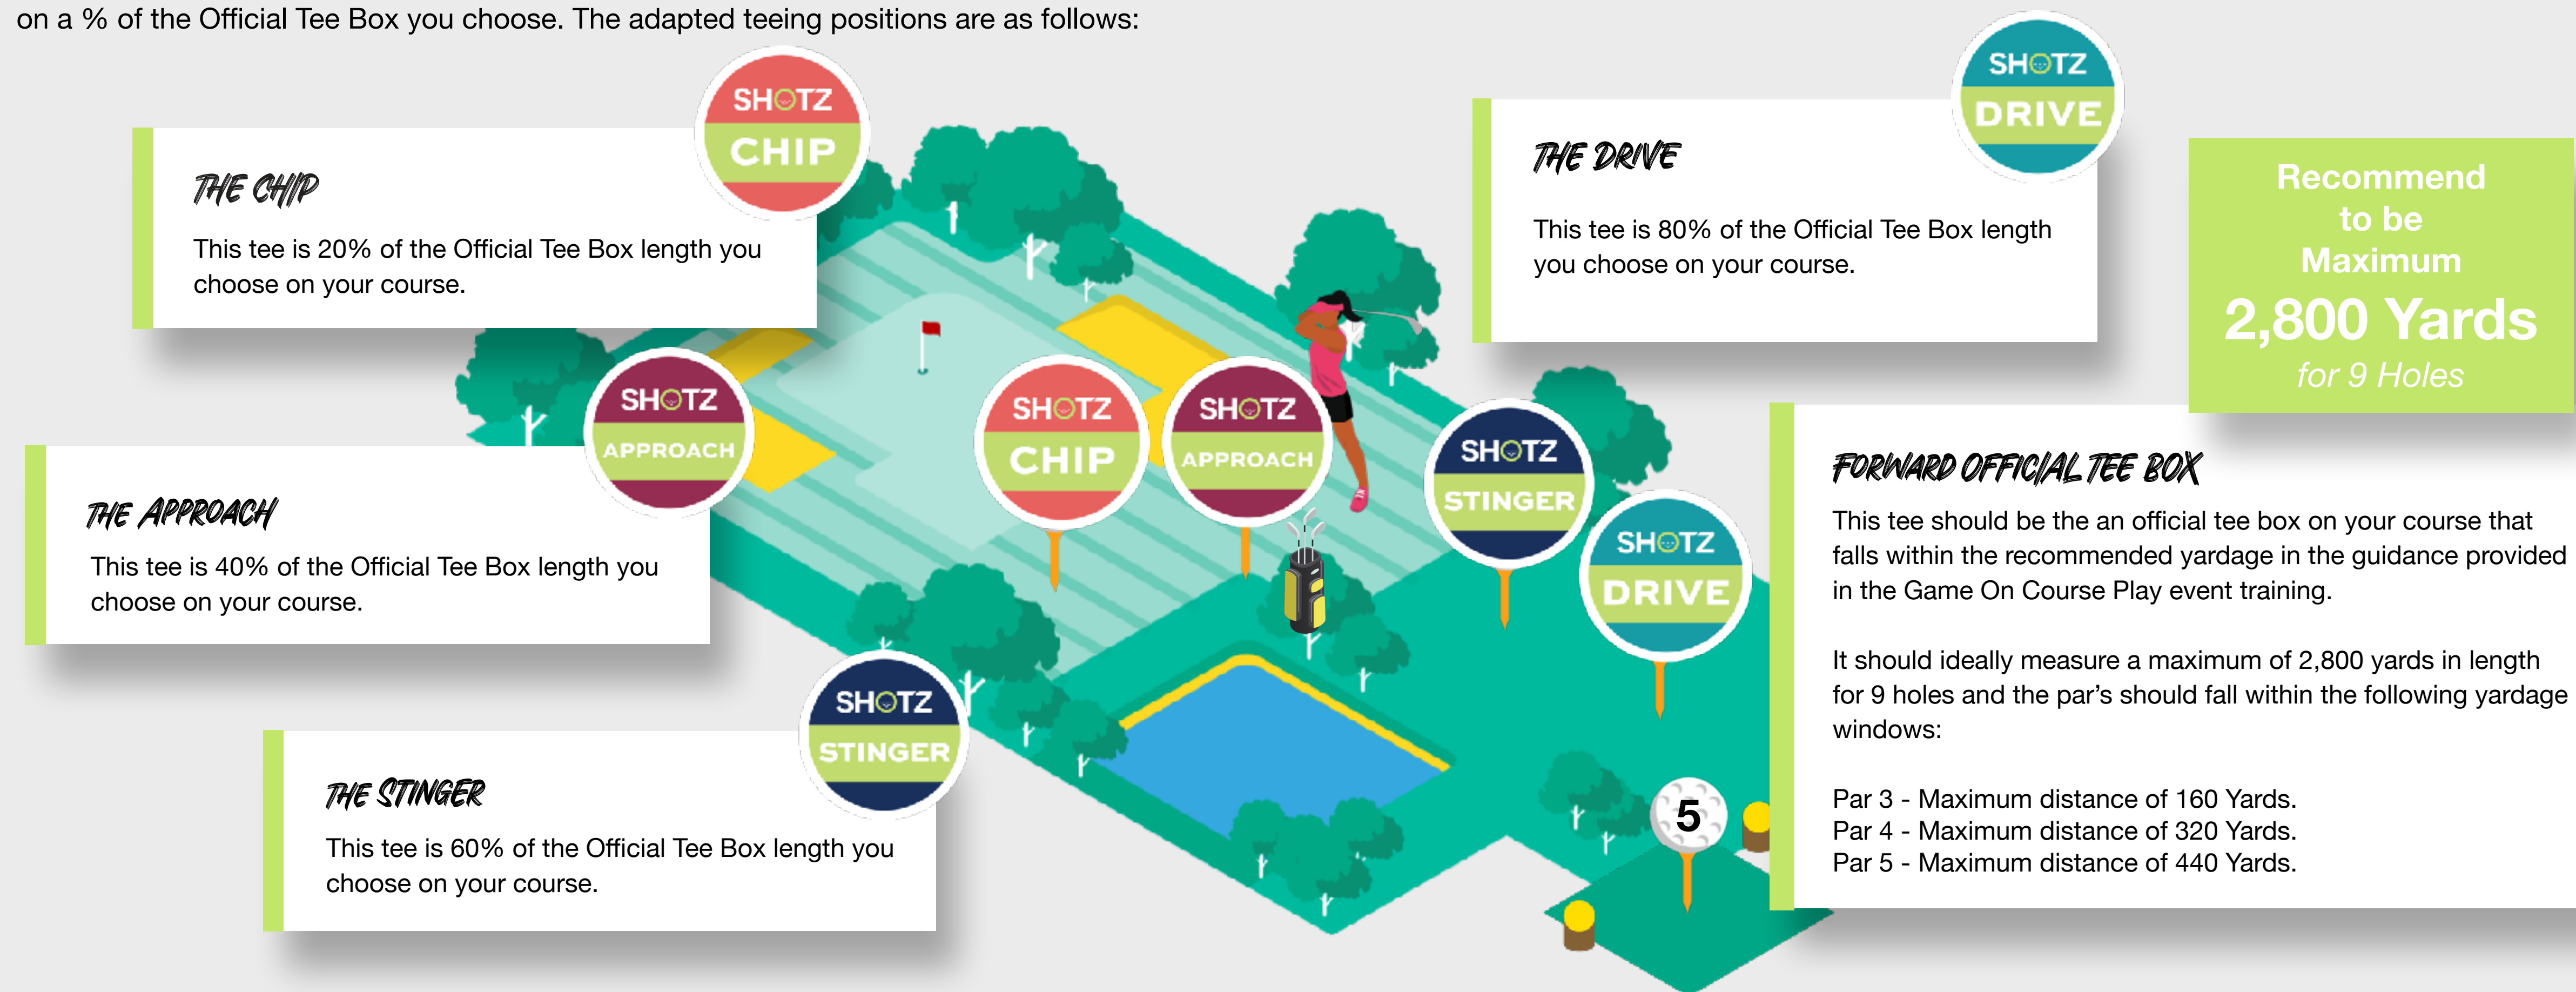 on a % of the Official Tee Box you choose. The adapted teeing positions are as follows:
SHOTZ
CHIP
THE CHIP
This tee is 20% of the Official Tee Box length you
choose on your course.
SHOTZ
DRIVE
THE DRIVE
This tee is 80% of the Official Tee Box length
you choose on your course.
Recommend
to be
Maximum
2,800 Yards
for 9 Holes
SHOTZ
APPROACH
THE APPROACH
This tee is 40% of the Official Tee Box length you
choose on your course.
SHOTZ
CHIP
SHOTZ
APPROACH
SHOTZ
STINGER
SHOTZ
DRIVE
FORWARD OFFICIAL TEE BOX
This tee should be the an official tee box on your course that
falls within the recommended yardage in the guidance provided
in the Game On Course Play event training.
It should ideally measure a maximum of 2,800 yards in length
for 9 holes and the par's should fall within the following yardage
windows:
Par 3 - Maximum distance of 160 Yards.
Par 4 - Maximum distance of 320 Yards.
Par 5 - Maximum distance of 440 Yards.
SHOTZ
STINGER
THE STINGER
This tee is 60% of the Official Tee Box length you
choose on your course.
5